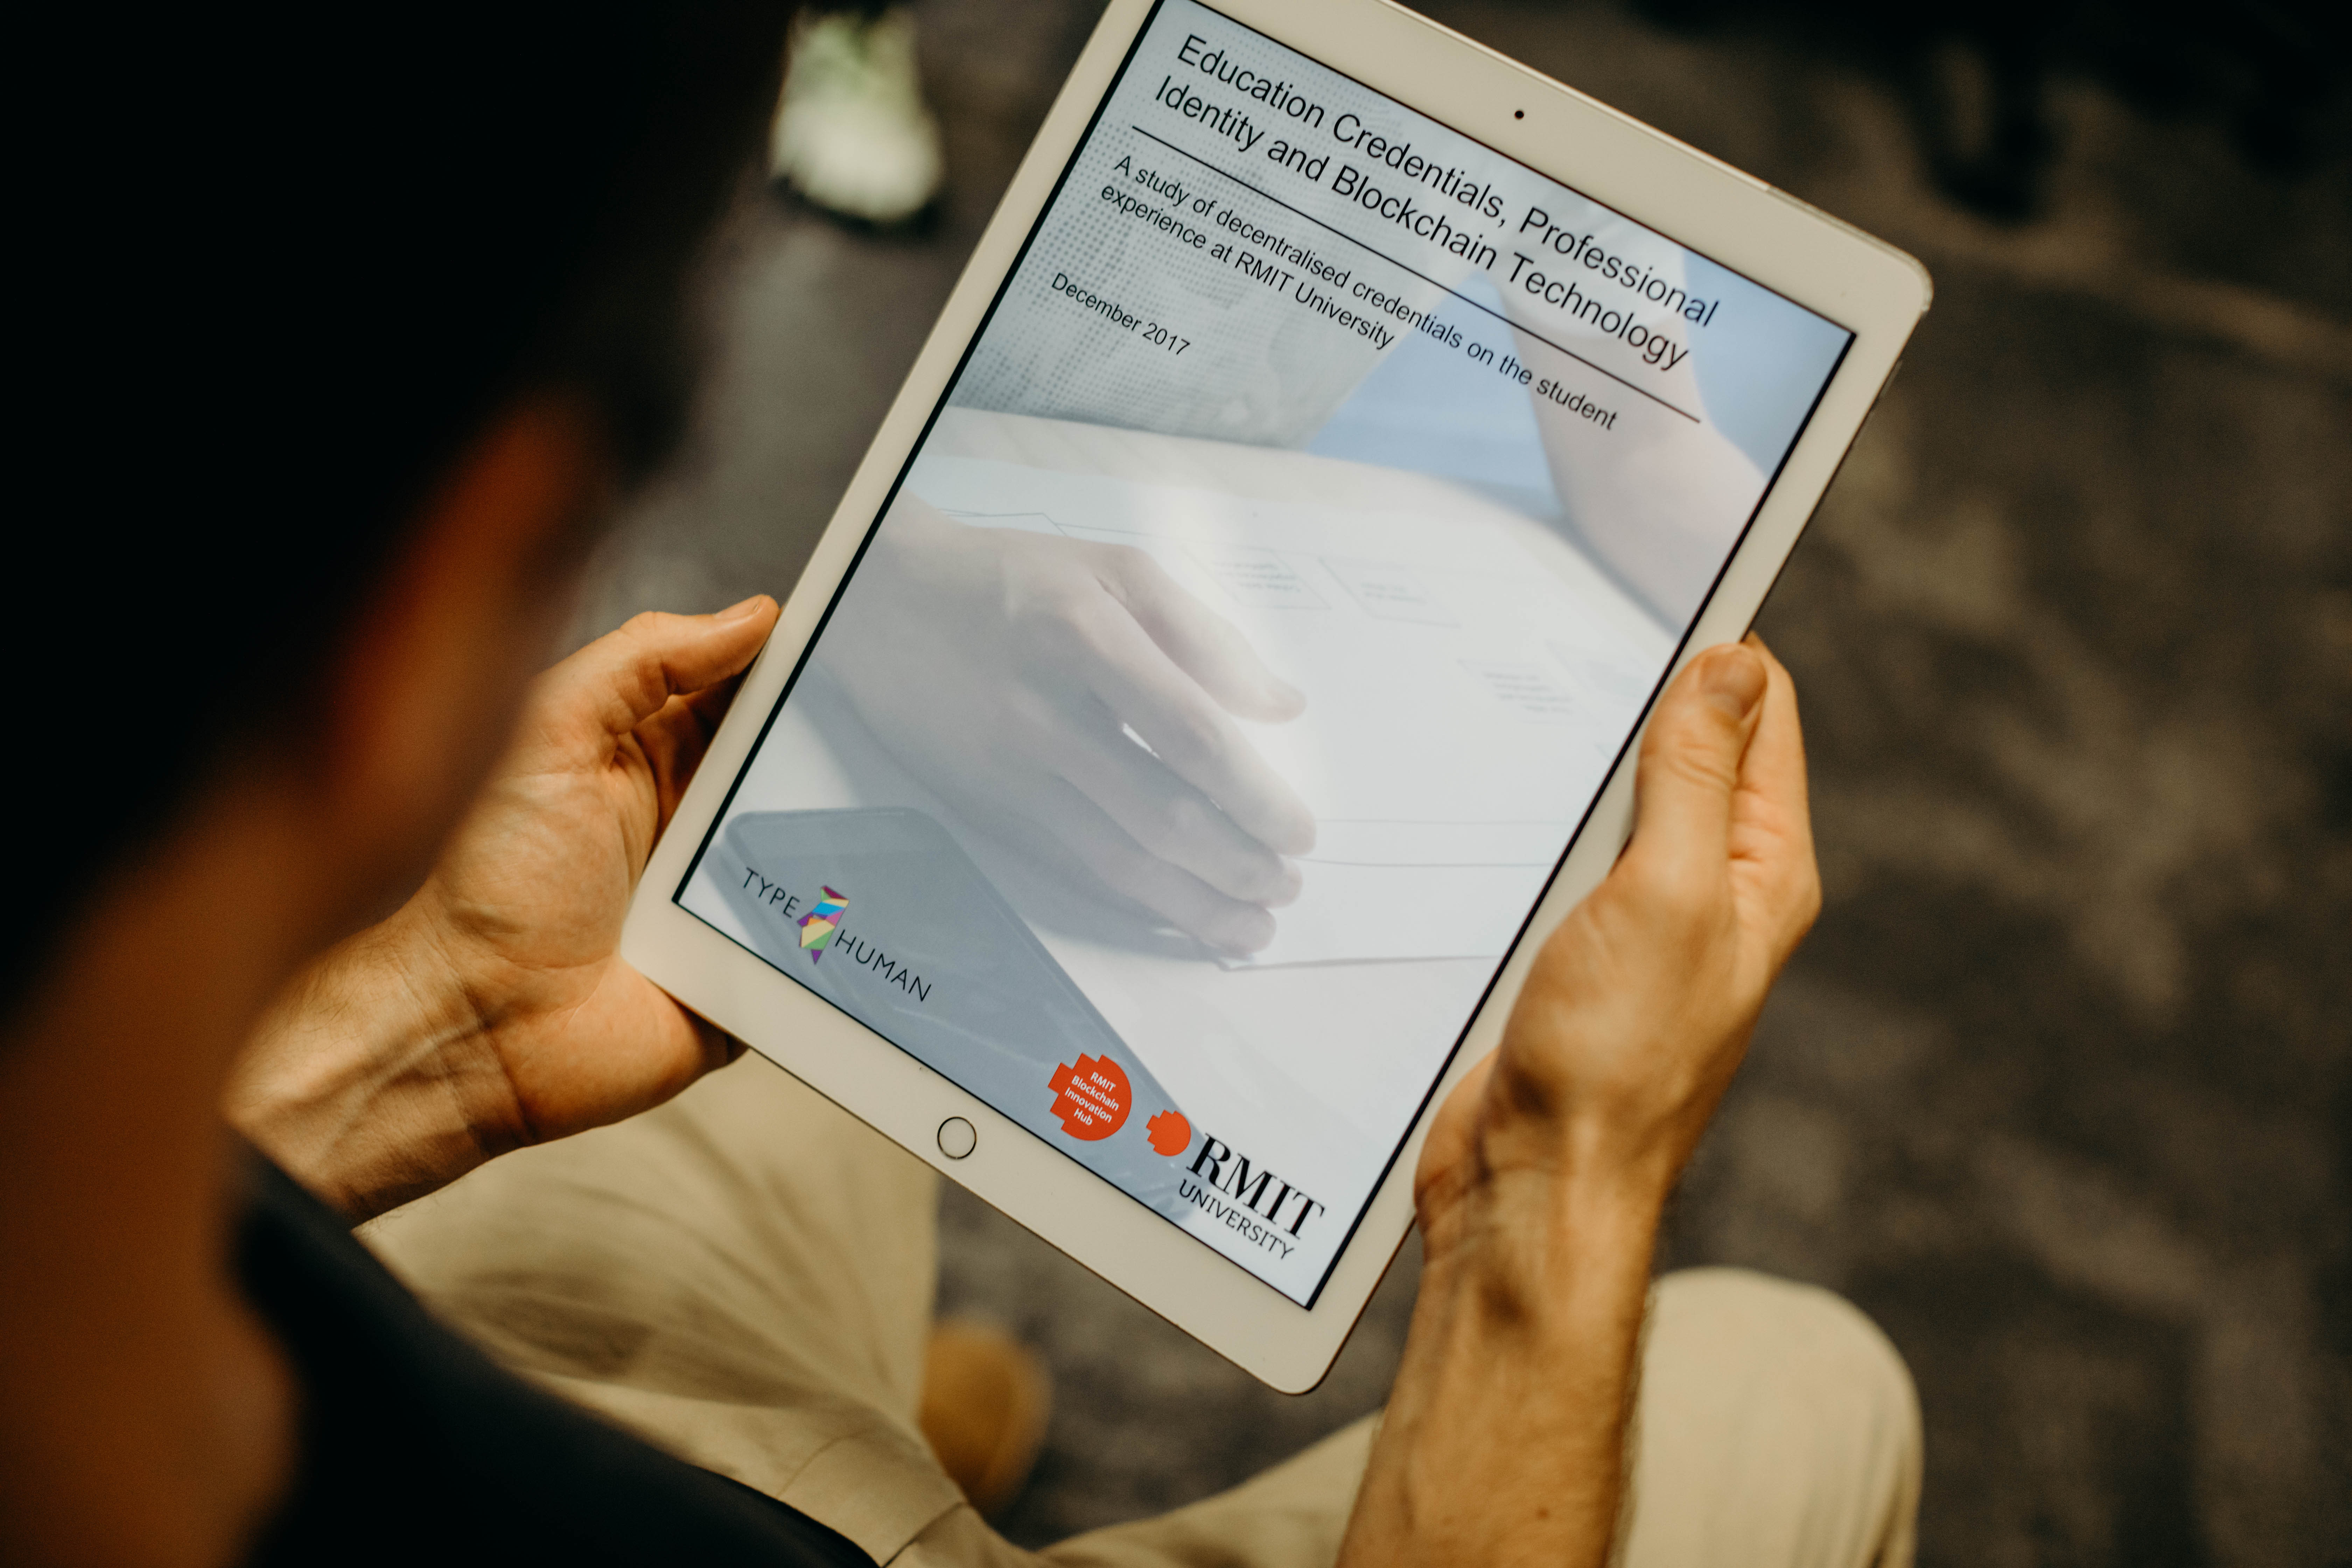 Education Credentials, Professional
Identity and Blockchain Technology
A study of decentralised credentials on the student
experience at RMIT University
December 2017
TYPE HUMAN
RMIT
Blockchain
Innovation
Hub
RMIT
UNIVERSITY